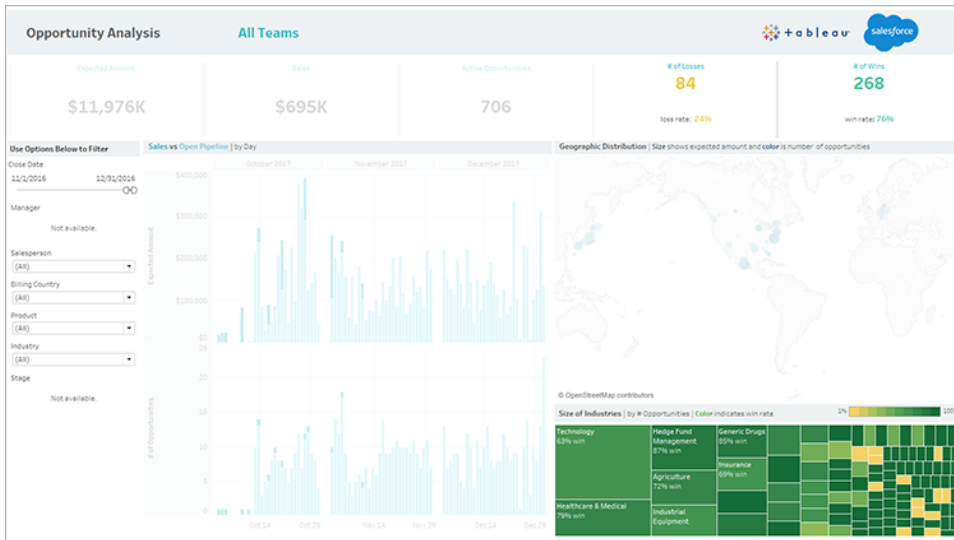 Opportunity Analysis
All Teams
+ a b l e a u
salesforce
Expected Amount
$11,976K
Sales
$695K
Active Opportunities
706
# of Losses
84
loss rate: 24%
# of Wins
268
win rate: 76%
Use Options Below to Filter
Close Date
11/1/2016
12/31/2016
Manager
Not available.
Salesperson
(All)
Billing Country
(All)
Product
(All)
Industry
(All)
Stage
Not available.
Sales vs Open Pipeline | by Day
October 2017
November 2017
December 2017
Expected Amount
$400,000
$300,000
$200,000
$100,000
$0
# of Opportunities
25
20
15
10
5
0
Oct 14
Oct 29
Nov 14
Nov 29
Dec 14
Dec 29
Geographic Distribution | Size shows expected amount and color is number of opportunities
© OpenStreetMap contributors
Size of Industries | by # Opportunities | Color indicates win rate
1%
100%
Technology
63% win
Healthcare & Medical
79% win
Hedge Fund
Management
87% win
Agriculture
72% win
Industrial
Equipment
Generic Drugs
85% win
Insurance
69% win